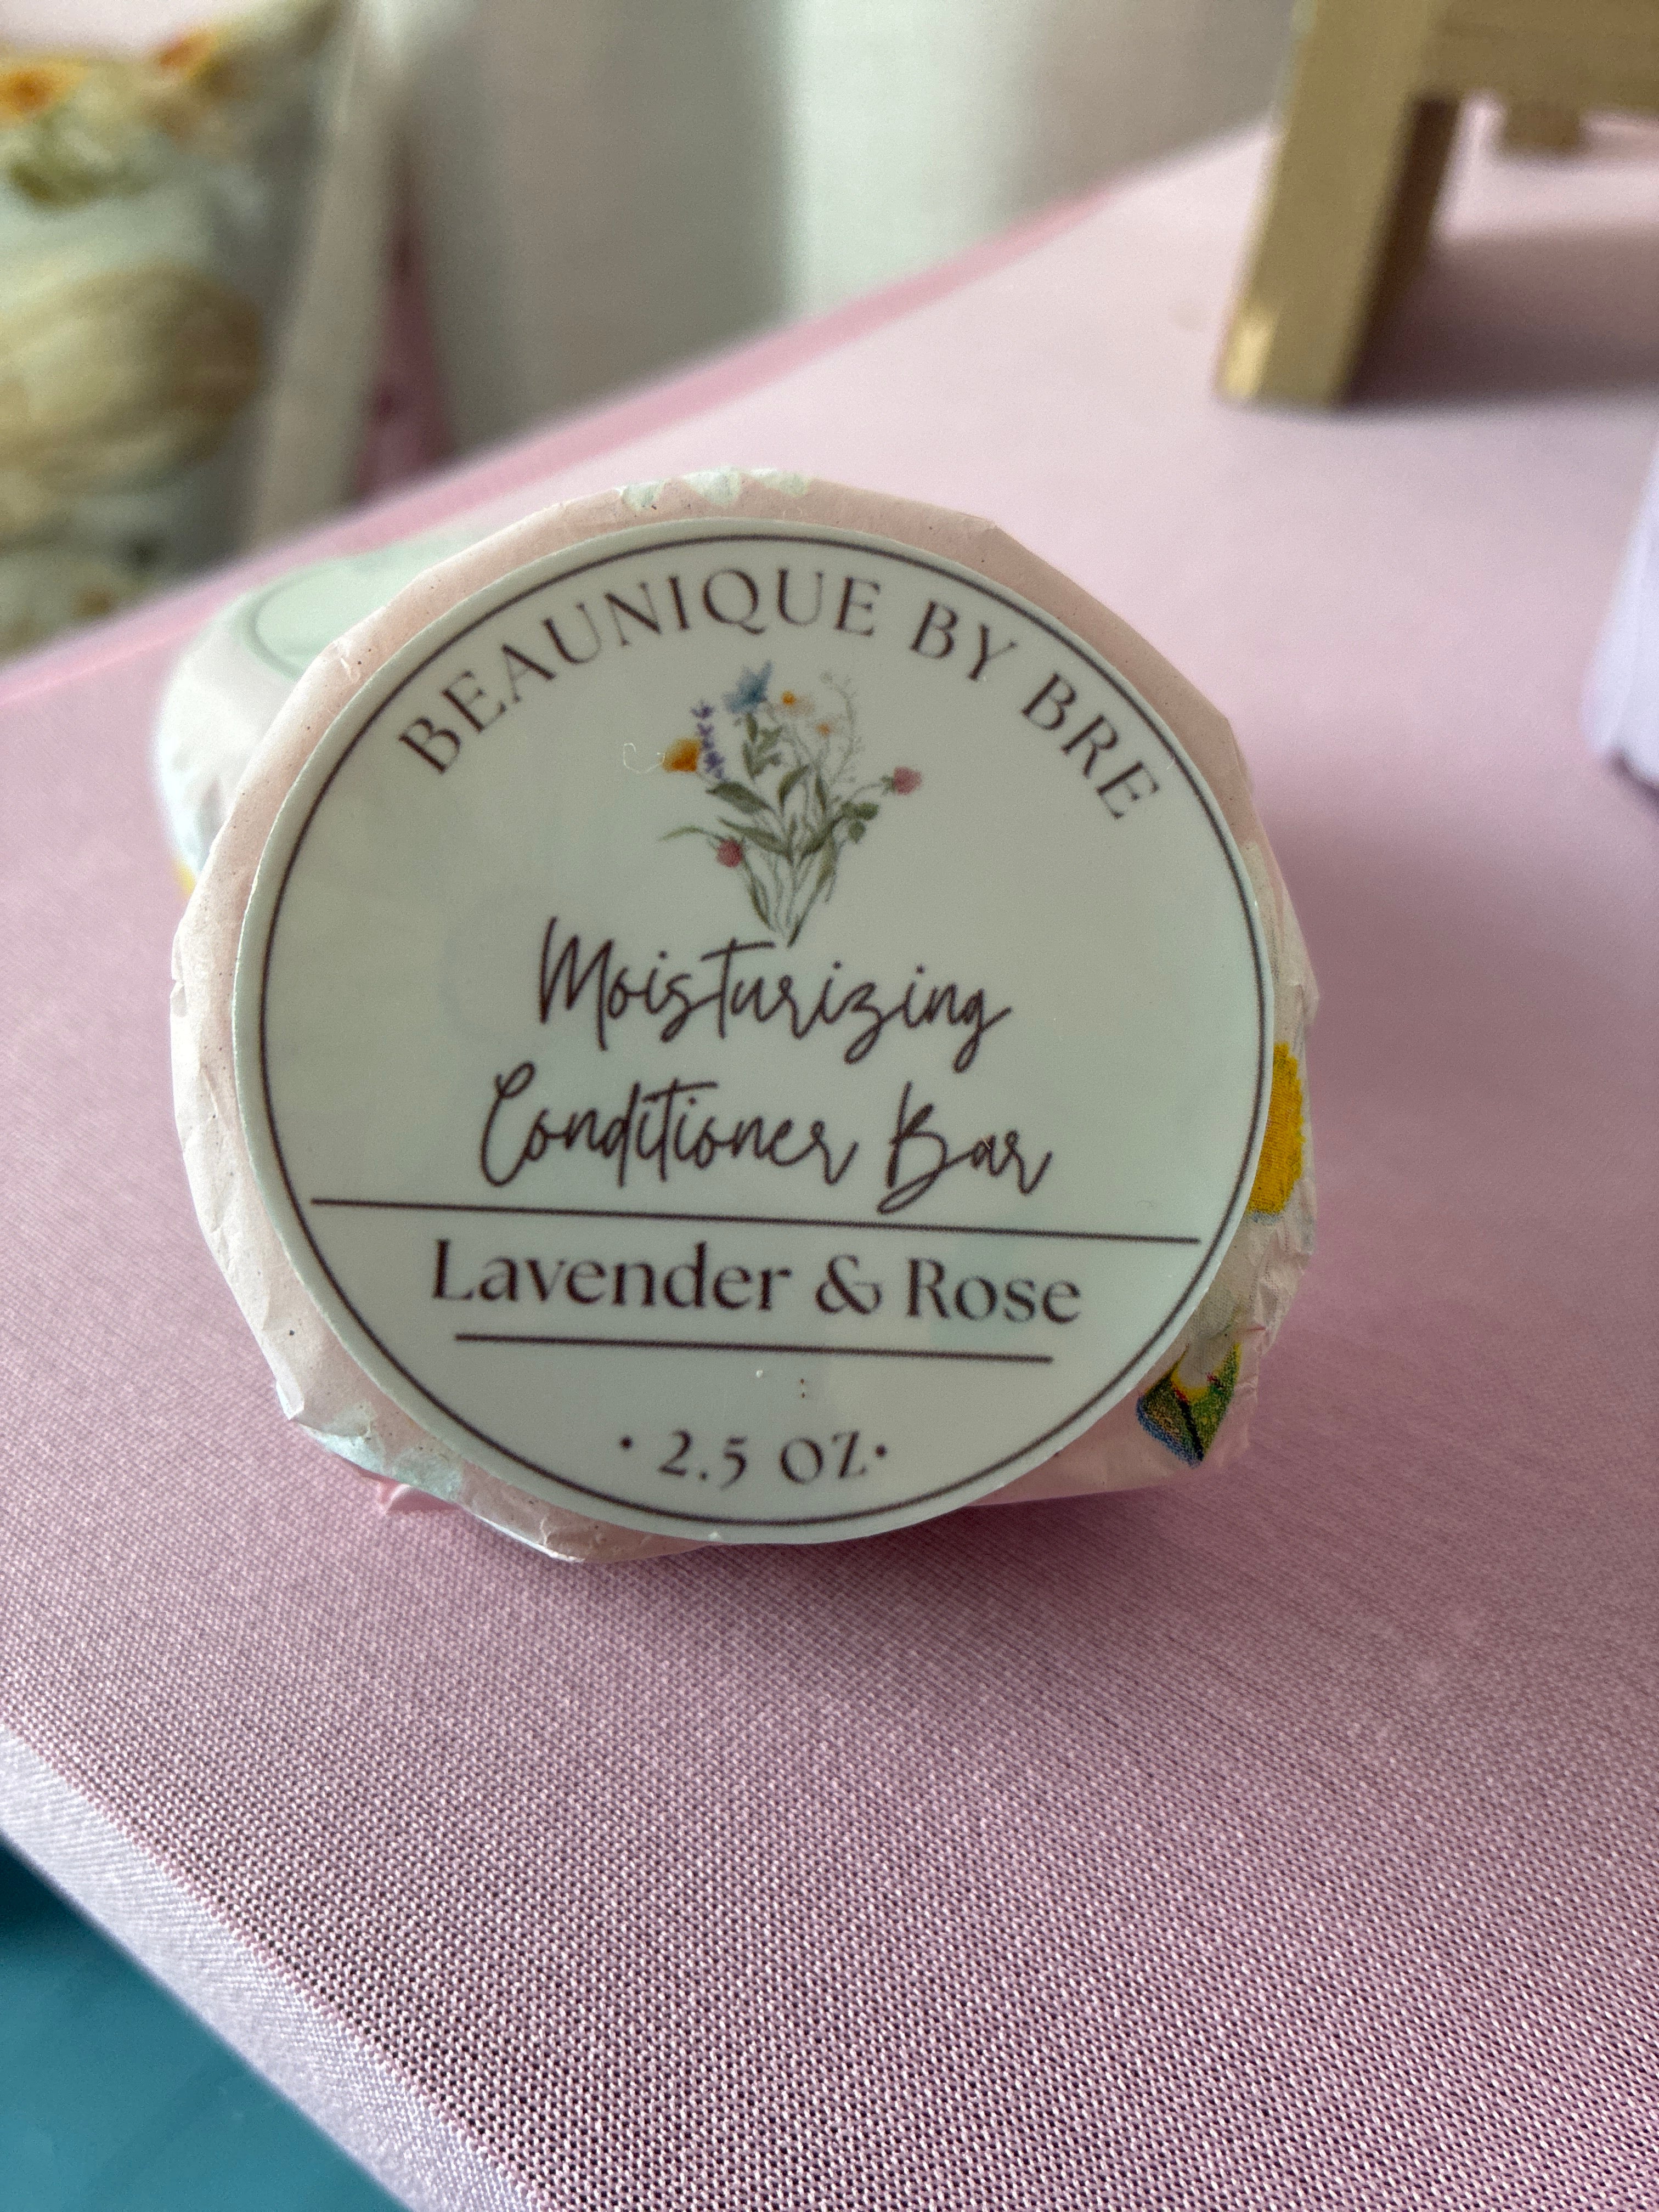 BEAUNIQUE BY BRE
Moisturizing
Conditioner Bar
Lavender & Rose
• 2.5 OZ•